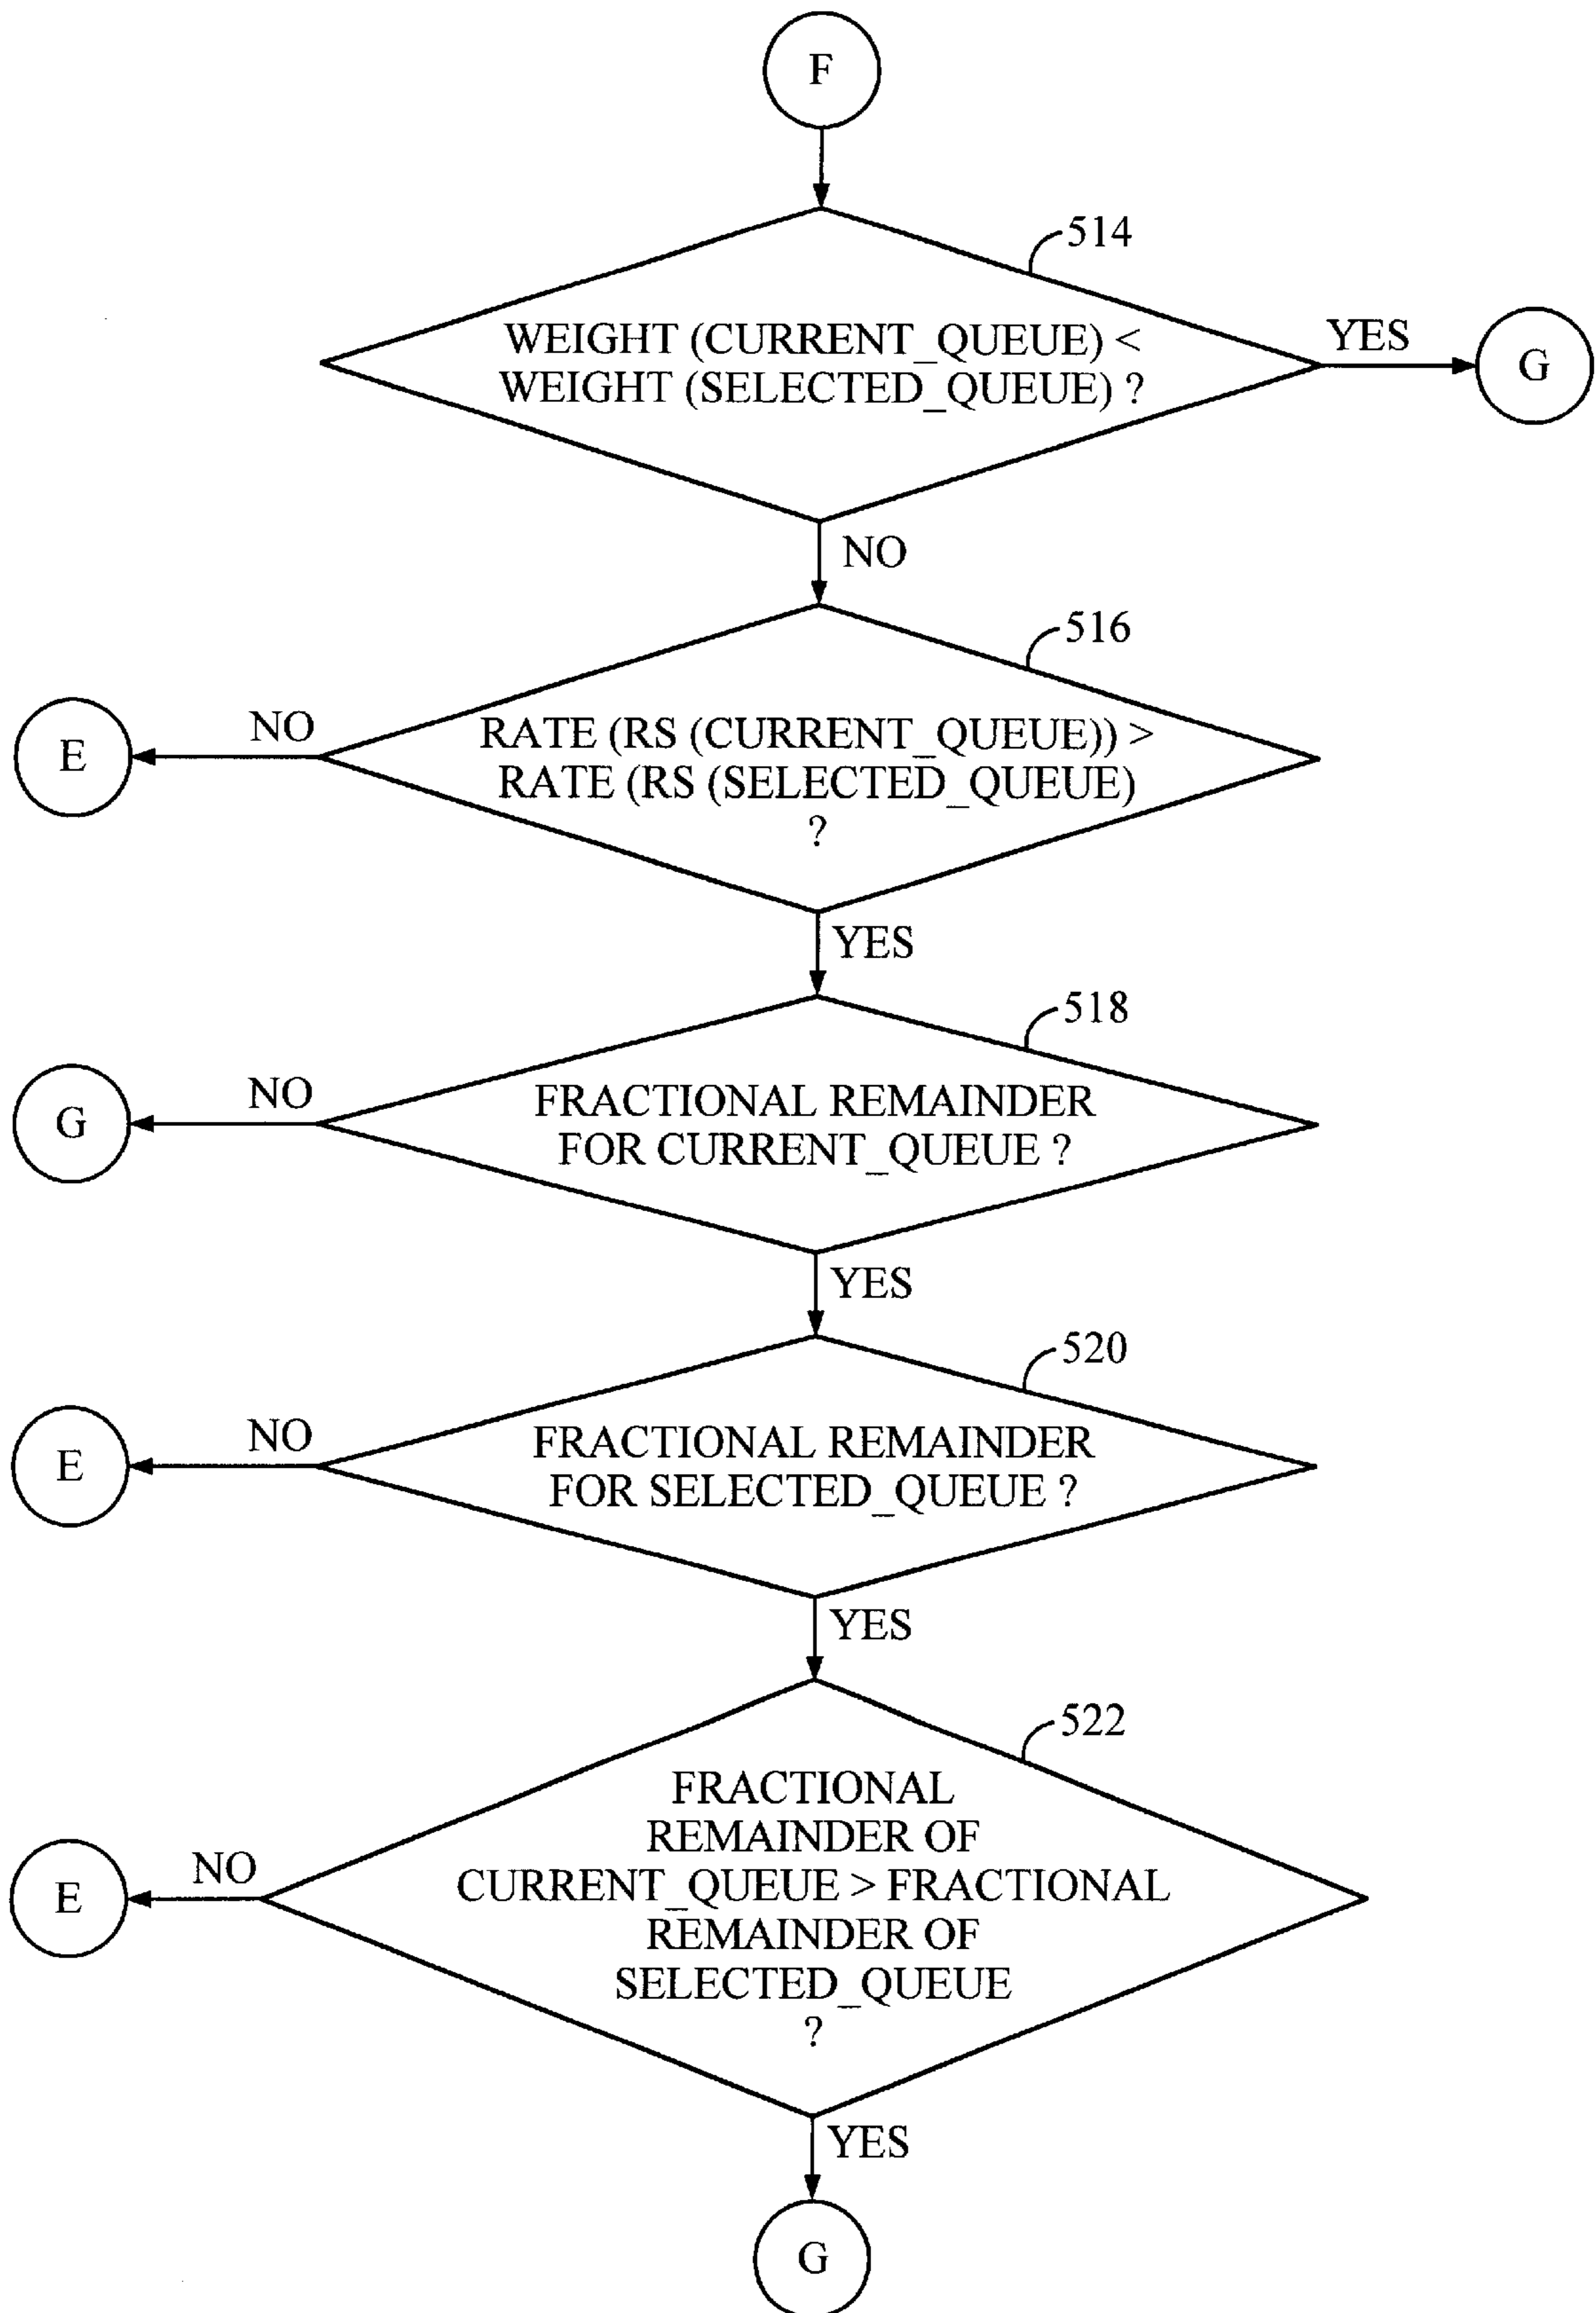 F
514
WEIGHT (CURRENT_QUEUE) <
WEIGHT (SELECTED_QUEUE) ?
YES
G
NO
516
RATE (RS (CURRENT_QUEUE)) >
RATE (RS (SELECTED_QUEUE)
?
NO
E
YES
518
FRACTIONAL REMAINDER
FOR CURRENT_QUEUE ?
NO
G
YES
520
FRACTIONAL REMAINDER
FOR SELECTED_QUEUE ?
NO
E
YES
522
FRACTIONAL
REMAINDER OF
CURRENT_QUEUE > FRACTIONAL
REMAINDER OF
SELECTED_QUEUE
?
NO
E
YES
G